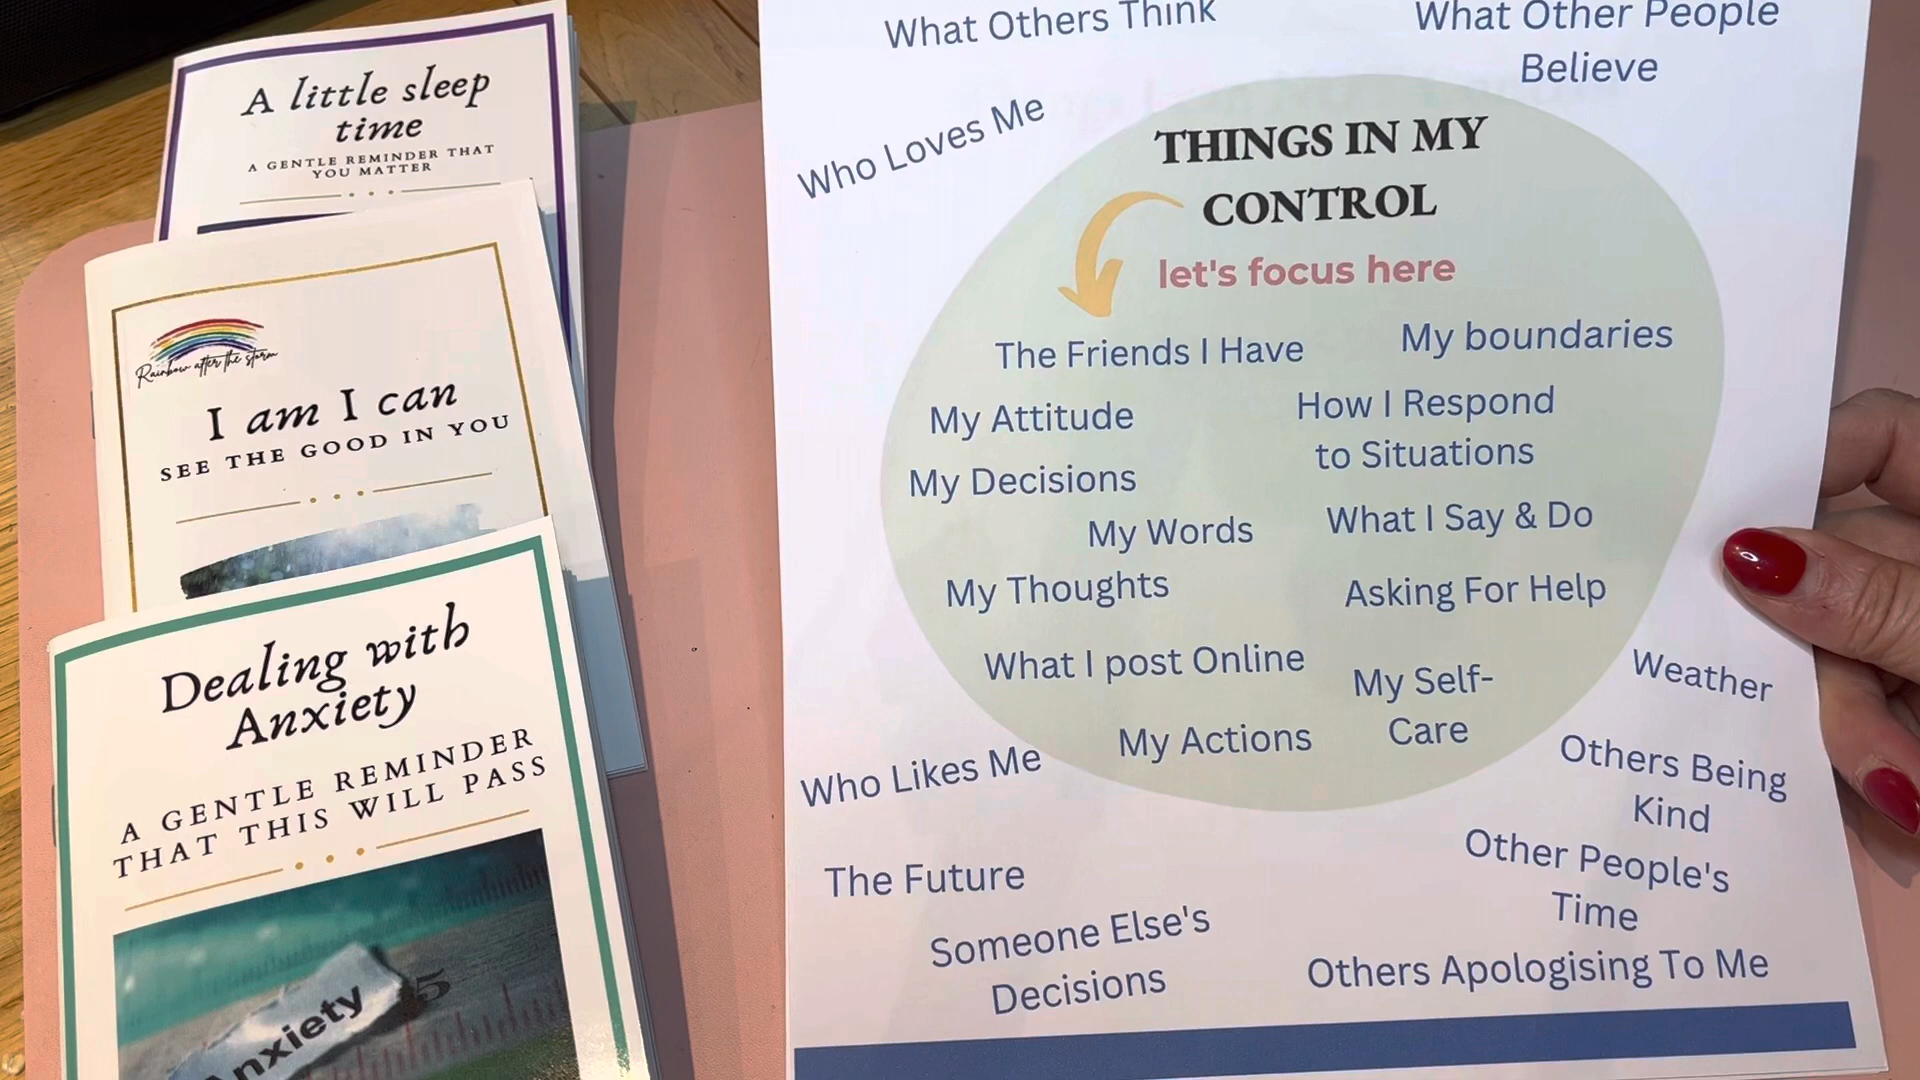 A little sleep
time
A GENTLE REMINDER THAT
YOU MATTER
Rainbow after the storm
I am I can
SEE THE GOOD IN YOU
Dealing with
Anxiety
A GENTLE REMINDER
THAT THIS WILL PASS
Anxiety
5
What Others Think
What Other People
Believe
Who Loves Me
THINGS IN MY
CONTROL
let's focus here
The Friends I Have
My boundaries
My Attitude
How I Respond
to Situations
My Decisions
My Words
What I Say & Do
My Thoughts
Asking For Help
What I post Online
My Self-
Care
My Actions
Weather
Who Likes Me
Others Being
Kind
The Future
Other People's
Time
Someone Else's
Decisions
Others Apologising To Me